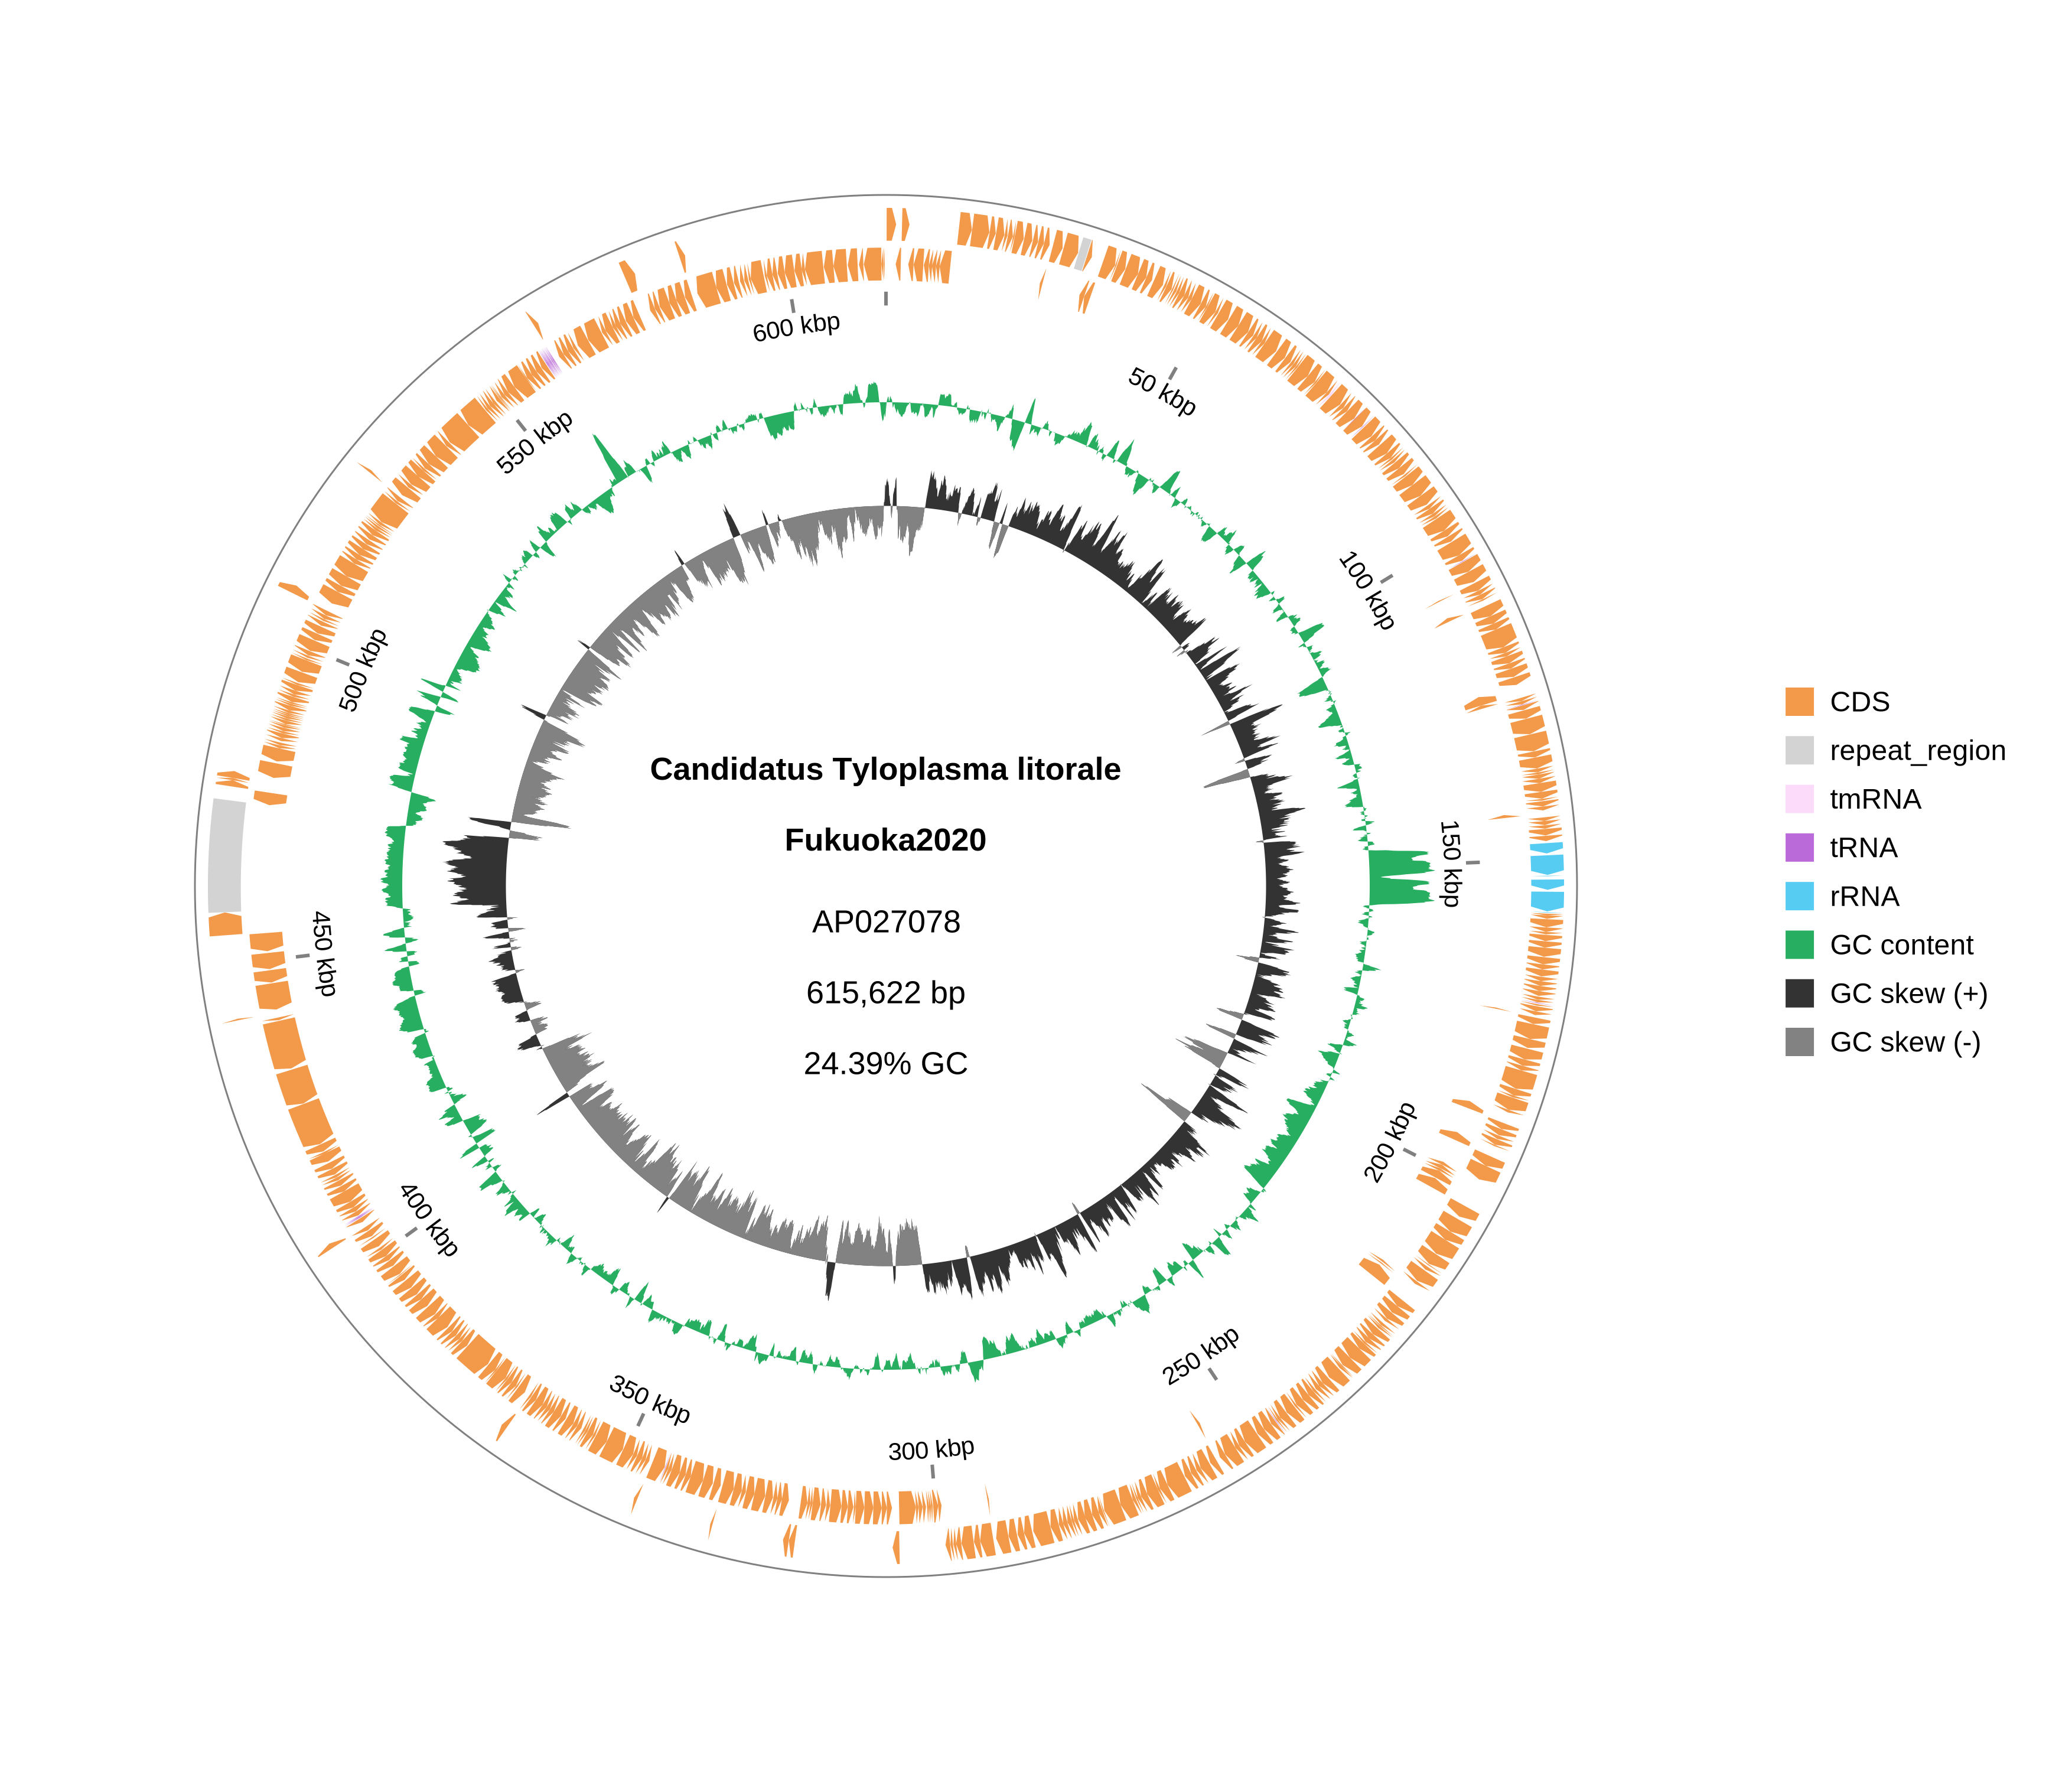 Candidatus Tyloplasma litorale
Fukuoka2020
AP027078
615,622 bp
24.39% GC
50 kbp
100 kbp
150 kbp
200 kbp
250 kbp
300 kbp
350 kbp
400 kbp
450 kbp
500 kbp
550 kbp
600 kbp
CDS
repeat_region
tmRNA
tRNA
rRNA
GC content
GC skew (+)
GC skew (-)